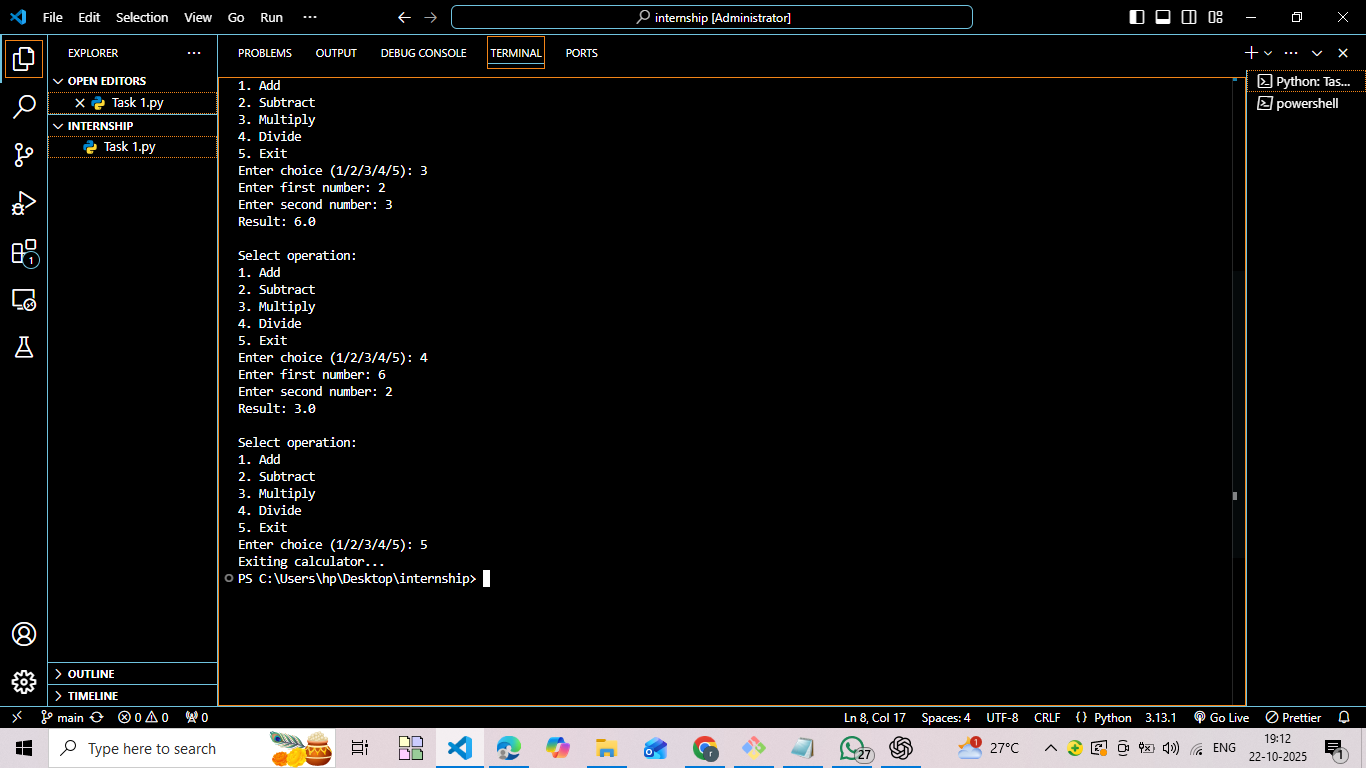 File Edit Selection View Go Run ··· internship [Administrator]
EXPLORER ···
OPEN EDITORS
Task 1.py
INTERNSHIP
Task 1.py
OUTLINE
TIMELINE
PROBLEMS OUTPUT DEBUG CONSOLE TERMINAL PORTS
1. Add
2. Subtract
3. Multiply
4. Divide
5. Exit
Enter choice (1/2/3/4/5): 3
Enter first number: 2
Enter second number: 3
Result: 6.0
Select operation:
1. Add
2. Subtract
3. Multiply
4. Divide
5. Exit
Enter choice (1/2/3/4/5): 4
Enter first number: 6
Enter second number: 2
Result: 3.0
Select operation:
1. Add
2. Subtract
3. Multiply
4. Divide
5. Exit
Enter choice (1/2/3/4/5): 5
Exiting calculator...
PS C:\Users\hp\Desktop\internship>
Python: Tas...
powershell
1
main 0 0 0 Ln 8, Col 17 Spaces: 4 UTF-8 CRLF {} Python 3.13.1 Go Live Prettier
Type here to search 27 1 27°C ENG 19:12 1
22-10-2025